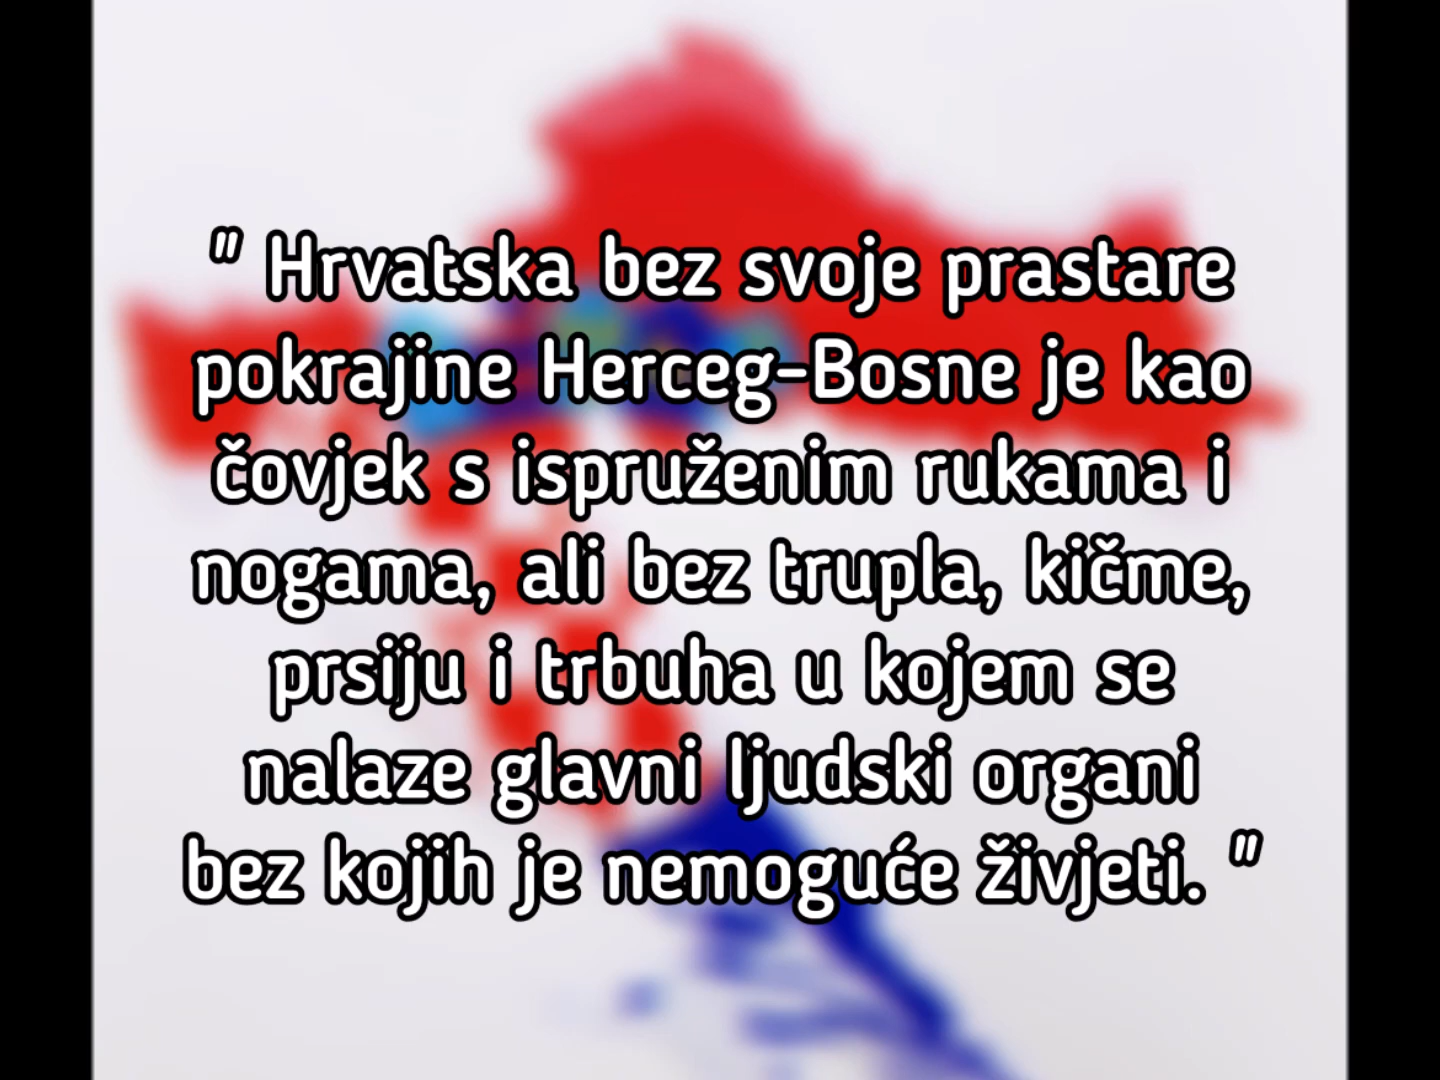 " Hrvatska bez svoje prastare
pokrajine Herceg-Bosne je kao
čovjek s ispruženim rukama i
nogama, ali bez trupla, kičme,
prsiju i trbuha u kojem se
nalaze glavni ljudski organi
bez kojih je nemoguće živjeti. "